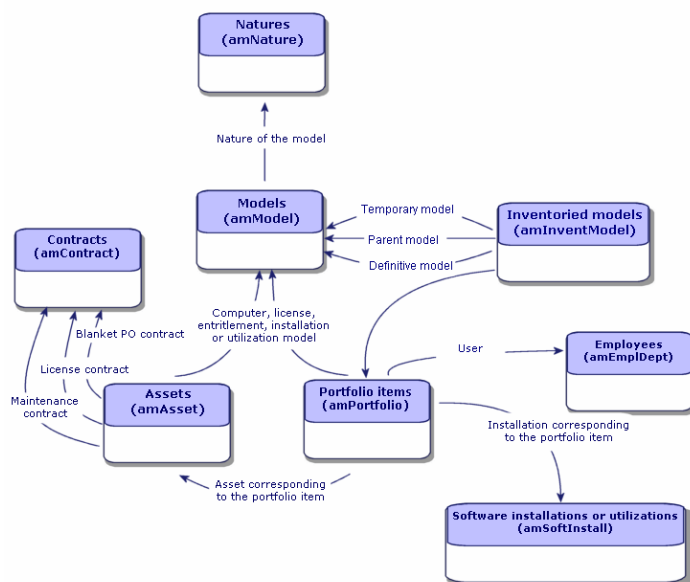 Natures
(amNature)
Nature of the model
Models
(amModel)
Temporary model
Parent model
Definitive model
Inventoried models
(amInventModel)
Contracts
(amContract)
Computer, license,
entitlement, installation
or utilization model
Blanket PO contract
License contract
Maintenance
contract
Assets
(amAsset)
Portfolio items
(amPortfolio)
User
Employees
(amEmplDept)
Installation corresponding
to the portfolio item
Asset corresponding
to the portfolio item
Software installations or utilizations
(amSoftInstall)